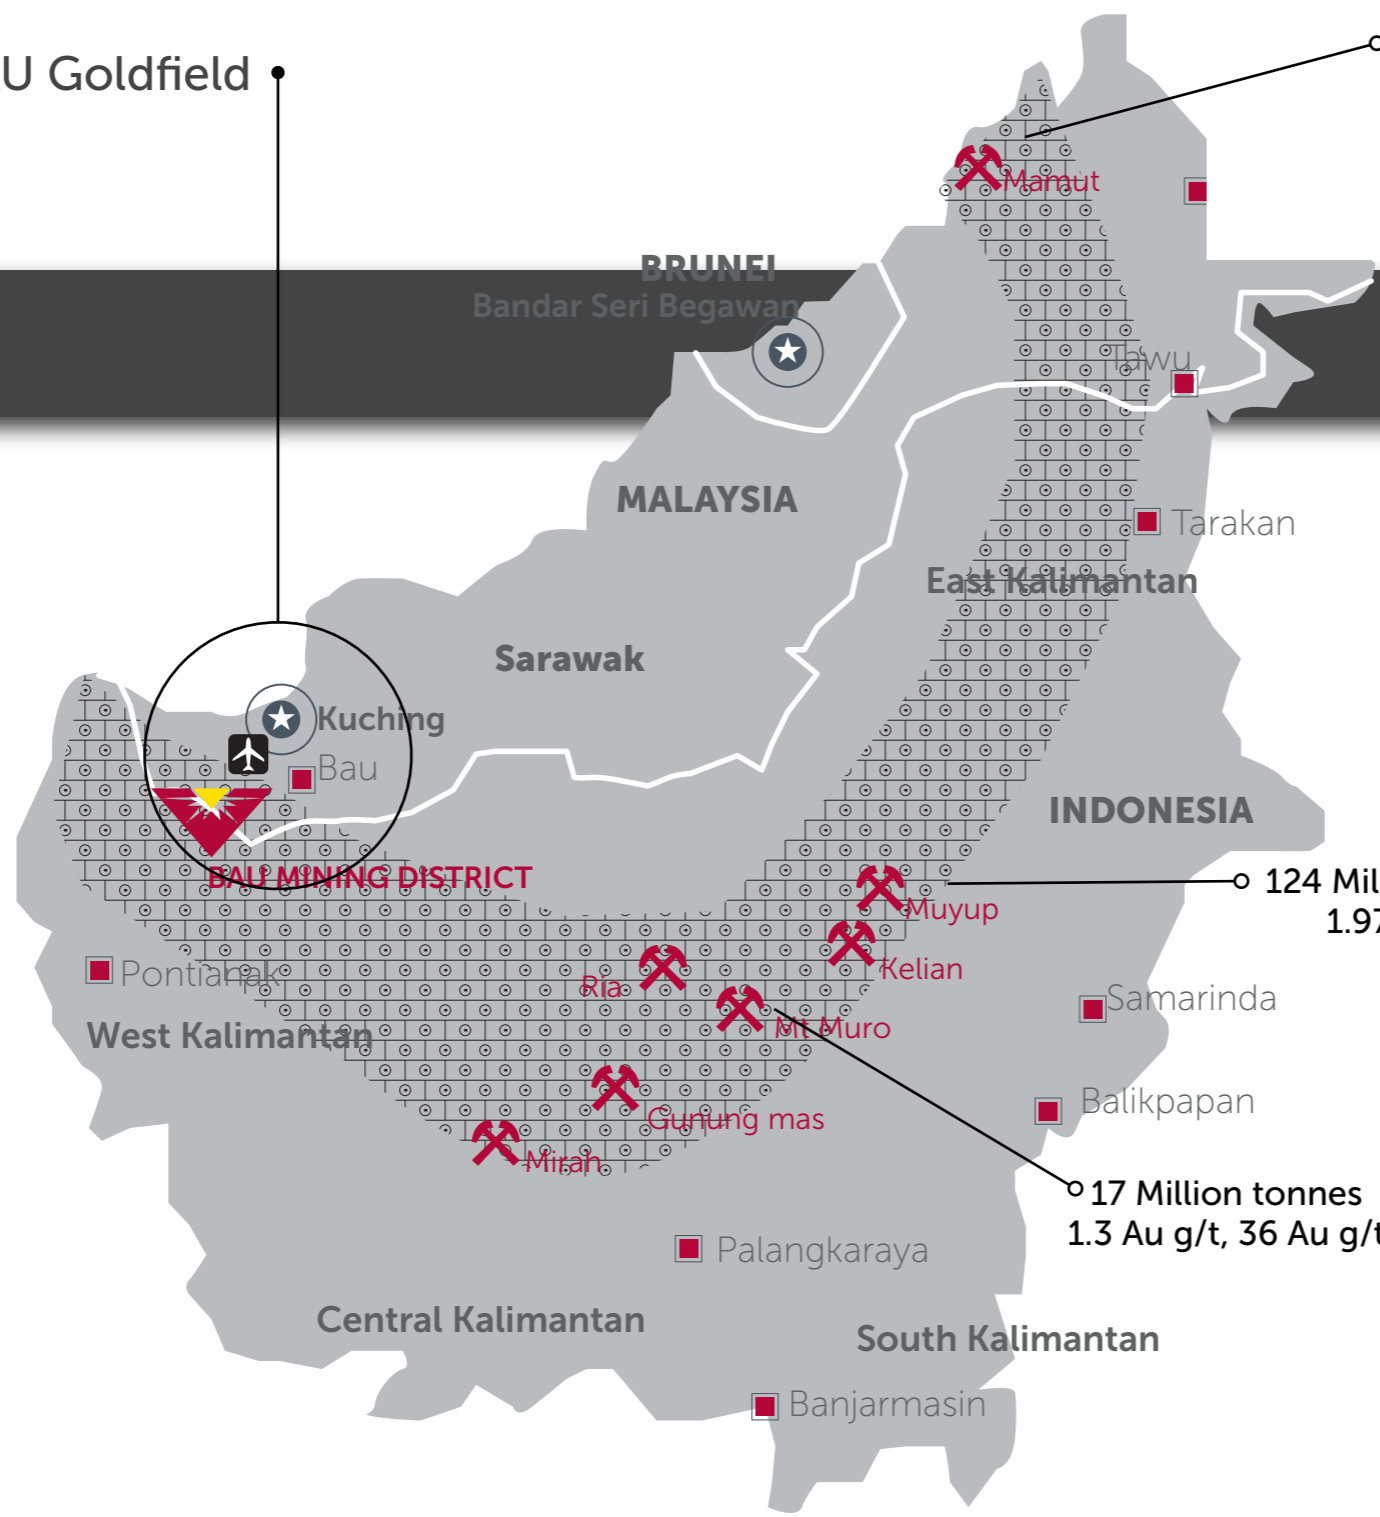 U Goldfield
Mamut
BRUNEI
Bandar Seri Begawan
Tawu
MALAYSIA
Tarakan
East Kalimantan
Sarawak
Kuching
Bau
INDONESIA
BAU MINING DISTRICT
124 Mil
1.97
Muyup
Kelian
Pontianak
Ria
Samarinda
West Kalimantan
Mt Muro
Balikpapan
Gunung mas
Mirah
17 Million tonnes
1.3 Au g/t, 36 Au g/t
Palangkaraya
Central Kalimantan
South Kalimantan
Banjarmasin